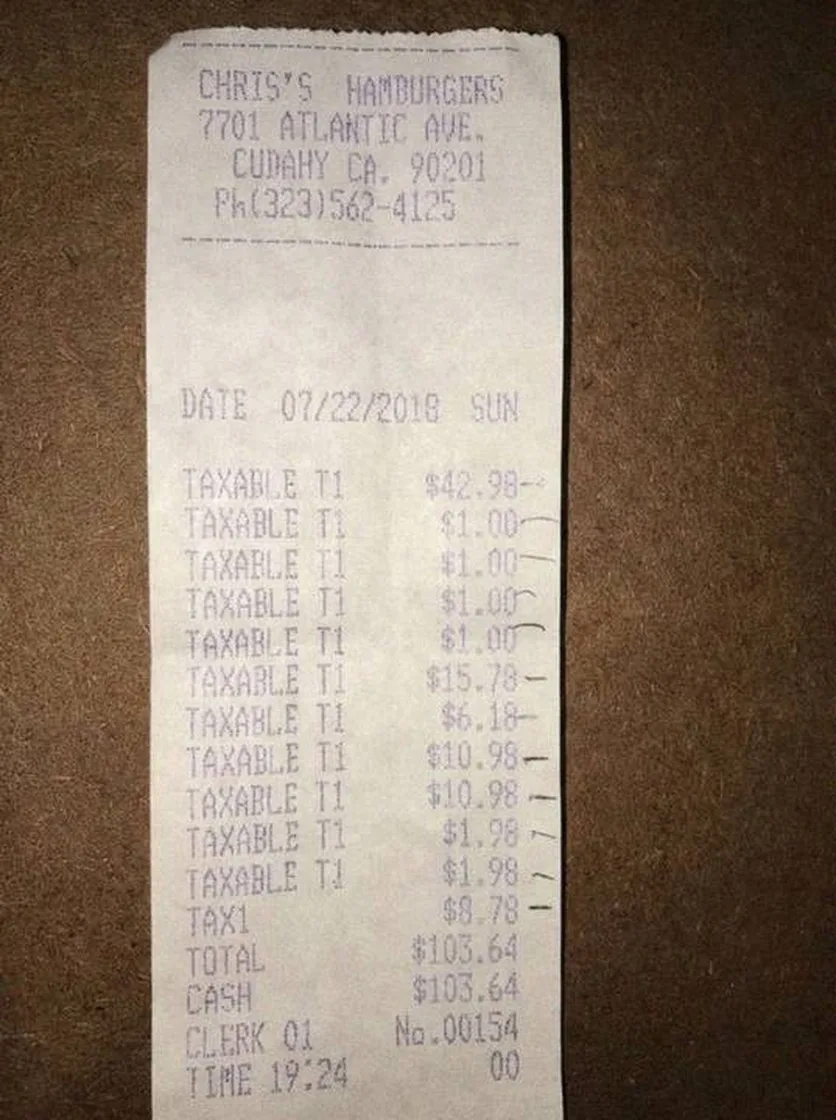 CHRIS'S HAMBURGERS
7701 ATLANTIC AVE.
CUDAHY CA. 90201
Ph(323)562-4125
DATE 07/22/2018 SUN
TAXABLE T1 $42.98
TAXABLE T1 $1.00
TAXABLE T1 $1.00
TAXABLE T1 $1.00
TAXABLE T1 $1.00
TAXABLE T1 $15.78
TAXABLE T1 $6.18
TAXABLE T1 $10.98
TAXABLE T1 $10.98
TAXABLE T1 $1.98
TAXABLE T1 $1.98
TAX1 $8.78
TOTAL $103.64
CASH $103.64
CLERK 01 No.00154
TIME 19:24 00